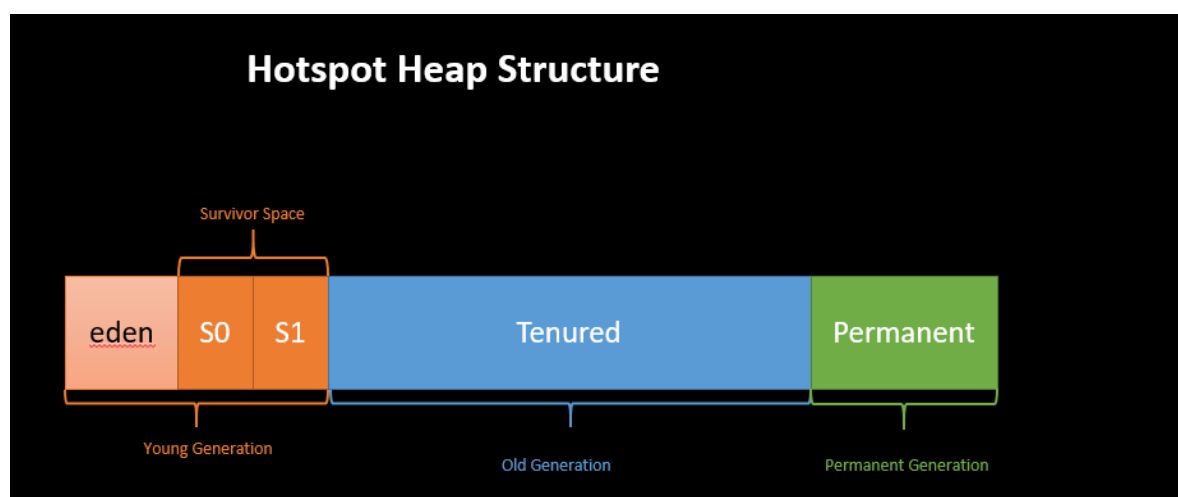 Hotspot Heap Structure
Survivor Space
eden
S0
S1
Tenured
Permanent
Young Generation
Old Generation
Permanent Generation